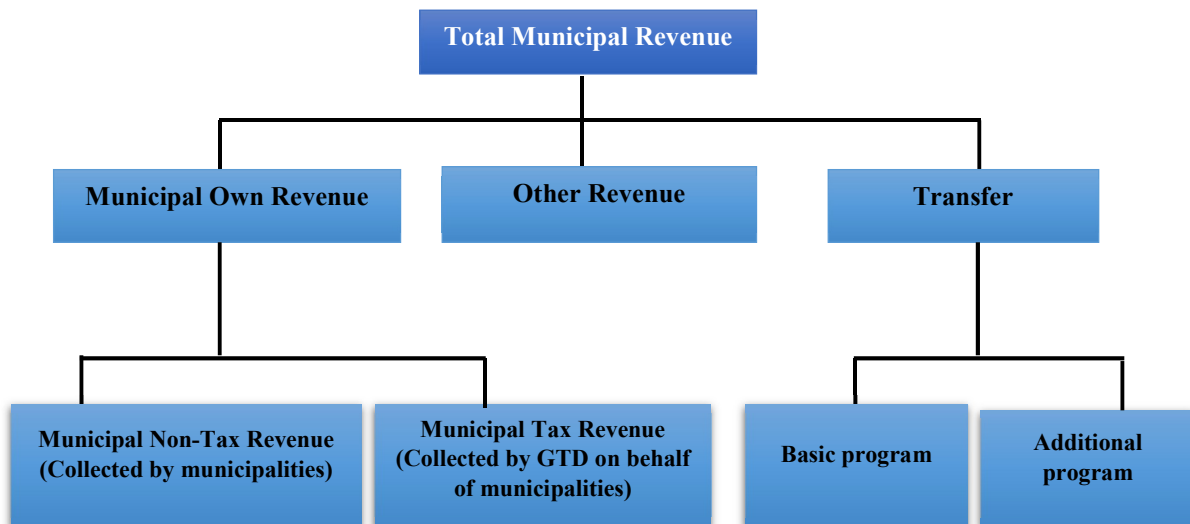 Total Municipal Revenue
Municipal Own Revenue
Other Revenue
Transfer
Municipal Non-Tax Revenue
(Collected by municipalities)
Municipal Tax Revenue
(Collected by GTD on behalf
of municipalities)
Basic program
Additional
program